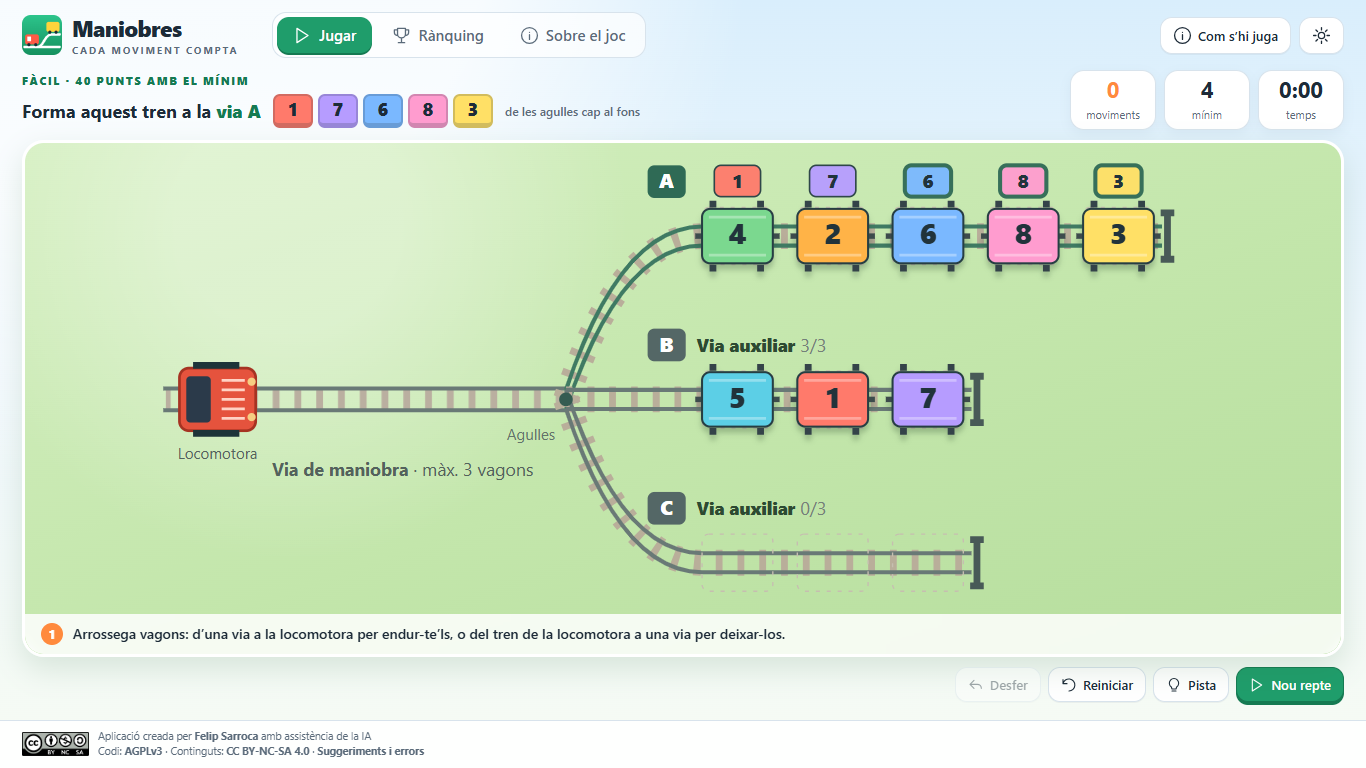 Maniobres
CADA MOVIMENT COMPTA
Jugar
Rànquing
Sobre el joc
Com s'hi juga
FÀCIL · 40 PUNTS AMB EL MÍNIM
Forma aquest tren a la via A 1 7 6 8 3 de les agulles cap al fons
0 moviments
4 mínim
0:00 temps
A 1 7 6 8 3
4 2 6 8 3
B Via auxiliar 3/3
5 1 7
Locomotora
Agulles
Via de maniobra · màx. 3 vagons
C Via auxiliar 0/3
1 Arrossega vagons: d'una via a la locomotora per endur-te'ls, o del tren de la locomotora a una via per deixar-los.
Desfer
Reiniciar
Pista
Nou repte
cc BY NC SA
Aplicació creada per Felip Sarroca amb assistència de la IA
Codi: AGPLv3 · Continguts: CC BY-NC-SA 4.0 · Suggeriments i errors